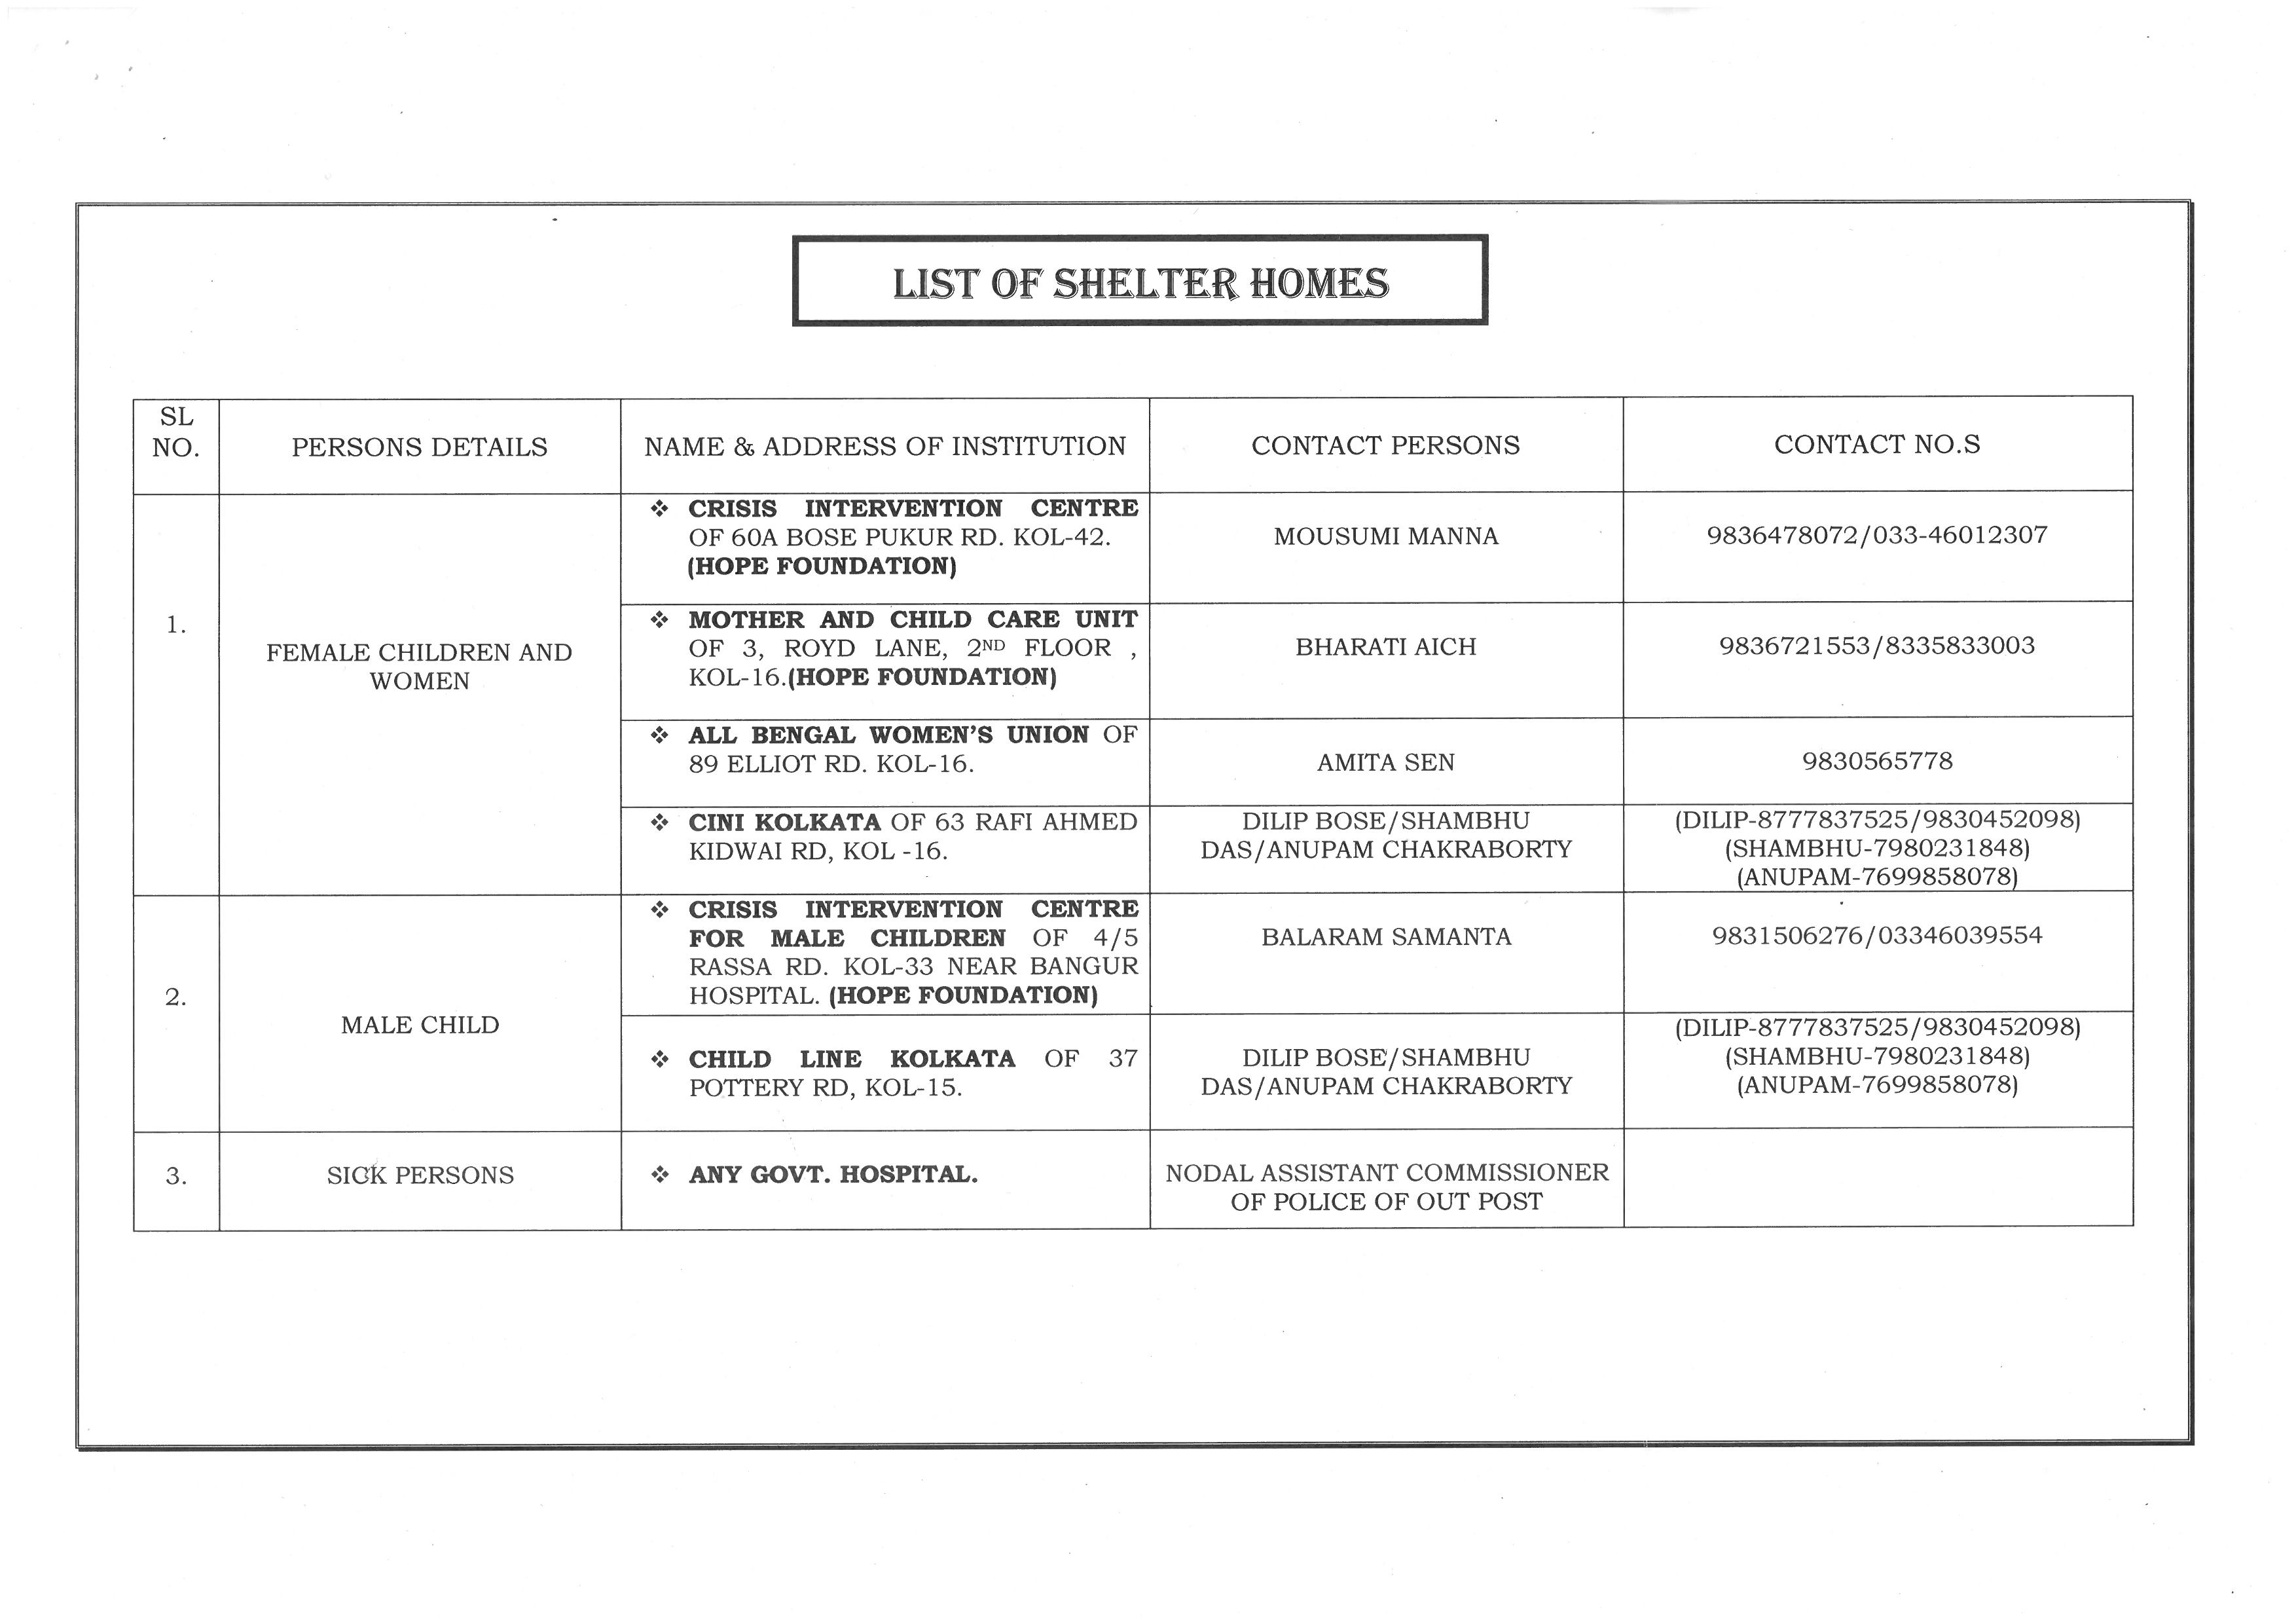 LIST OF SHELTER HOMES
SL
NO.
PERSONS DETAILS
NAME & ADDRESS OF INSTITUTION
CONTACT PERSONS
CONTACT NO.S
1.
FEMALE CHILDREN AND
WOMEN
❖ CRISIS INTERVENTION CENTRE
OF 60A BOSE PUKUR RD. KOL-42.
(HOPE FOUNDATION)
MOUSUMI MANNA
9836478072/033-46012307
❖ MOTHER AND CHILD CARE UNIT
OF 3, ROYD LANE, 2ND FLOOR ,
KOL-16.(HOPE FOUNDATION)
BHARATI AICH
9836721553/8335833003
❖ ALL BENGAL WOMEN'S UNION OF
89 ELLIOT RD. KOL-16.
AMITA SEN
9830565778
❖ CINI KOLKATA OF 63 RAFI AHMED
KIDWAI RD, KOL -16.
DILIP BOSE/SHAMBHU
DAS/ANUPAM CHAKRABORTY
(DILIP-8777837525/9830452098)
(SHAMBHU-7980231848)
(ANUPAM-7699858078)
2.
MALE CHILD
❖ CRISIS INTERVENTION CENTRE
FOR MALE CHILDREN OF 4/5
RASSA RD. KOL-33 NEAR BANGUR
HOSPITAL. (HOPE FOUNDATION)
BALARAM SAMANTA
9831506276/03346039554
❖ CHILD LINE KOLKATA OF 37
POTTERY RD, KOL-15.
DILIP BOSE/SHAMBHU
DAS/ANUPAM CHAKRABORTY
(DILIP-8777837525/9830452098)
(SHAMBHU-7980231848)
(ANUPAM-7699858078)
3.
SICK PERSONS
❖ ANY GOVT. HOSPITAL.
NODAL ASSISTANT COMMISSIONER
OF POLICE OF OUT POST